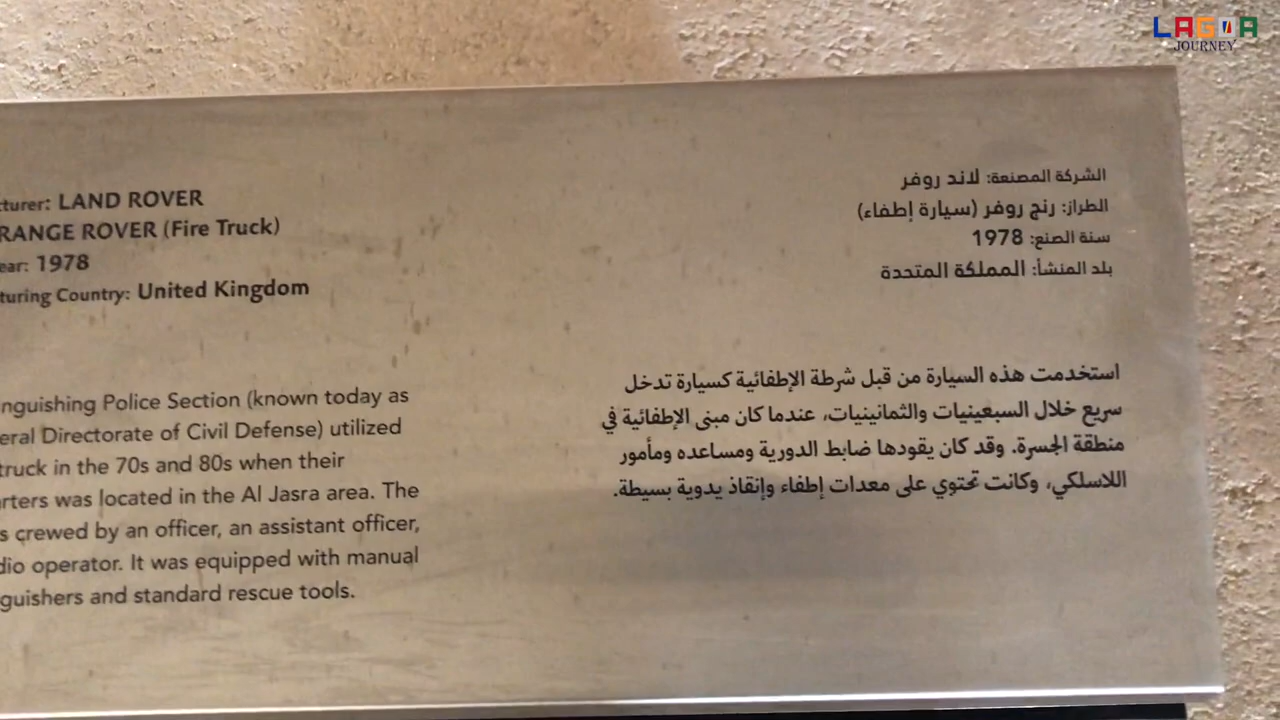 LAGOA
JOURNEY
cturer: LAND ROVER
RANGE ROVER (Fire Truck)
ear: 1978
turing Country: United Kingdom
nguishing Police Section (known today as
eral Directorate of Civil Defense) utilized
truck in the 70s and 80s when their
arters was located in the Al Jasra area. The
s crewed by an officer, an assistant officer,
dio operator. It was equipped with manual
guishers and standard rescue tools.
الشركة المصنعة: لاند روفر
الطراز: رنج روفر (سيارة إطفاء)
سنة الصنع: 1978
بلد المنشأ: المملكة المتحدة
استخدمت هذه السيارة من قبل شرطة الإطفائية كسيارة تدخل
سريع خلال السبعينيات والثمانينيات، عندما كان مبنى الإطفائية في
منطقة الجسرة. وقد كان يقودها ضابط الدورية ومساعده ومأمور
اللاسلكي، وكانت تحتوي على معدات إطفاء وإنقاذ يدوية بسيطة.